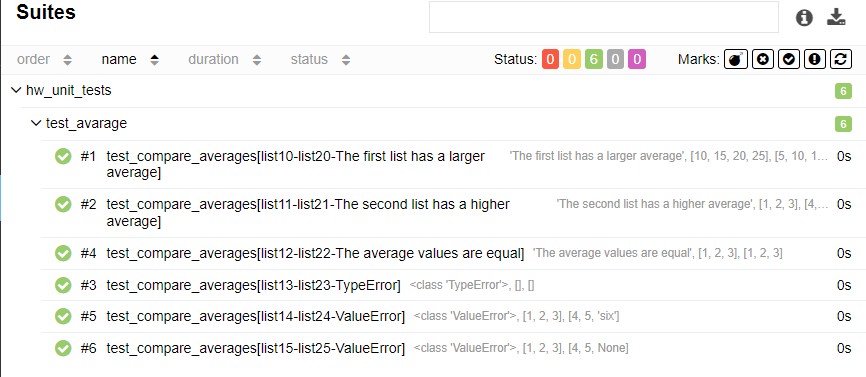 Suites
order name duration status Status: 0 0 6 0 0 Marks:
hw_unit_tests 6
test_avarage 6
#1 test_compare_averages[list10-list20-The first list has a larger 'The first list has a larger average', [10, 15, 20, 25], [5, 10, 1... 0s
average]
#2 test_compare_averages[list11-list21-The second list has a higher 'The second list has a higher average', [1, 2, 3], [4,... 0s
average]
#4 test_compare_averages[list12-list22-The average values are equal] 'The average values are equal', [1, 2, 3], [1, 2, 3] 0s
#3 test_compare_averages[list13-list23-TypeError] <class 'TypeError'>, [], [] 0s
#5 test_compare_averages[list14-list24-ValueError] <class 'ValueError'>, [1, 2, 3], [4, 5, 'six'] 0s
#6 test_compare_averages[list15-list25-ValueError] <class 'ValueError'>, [1, 2, 3], [4, 5, None] 0s